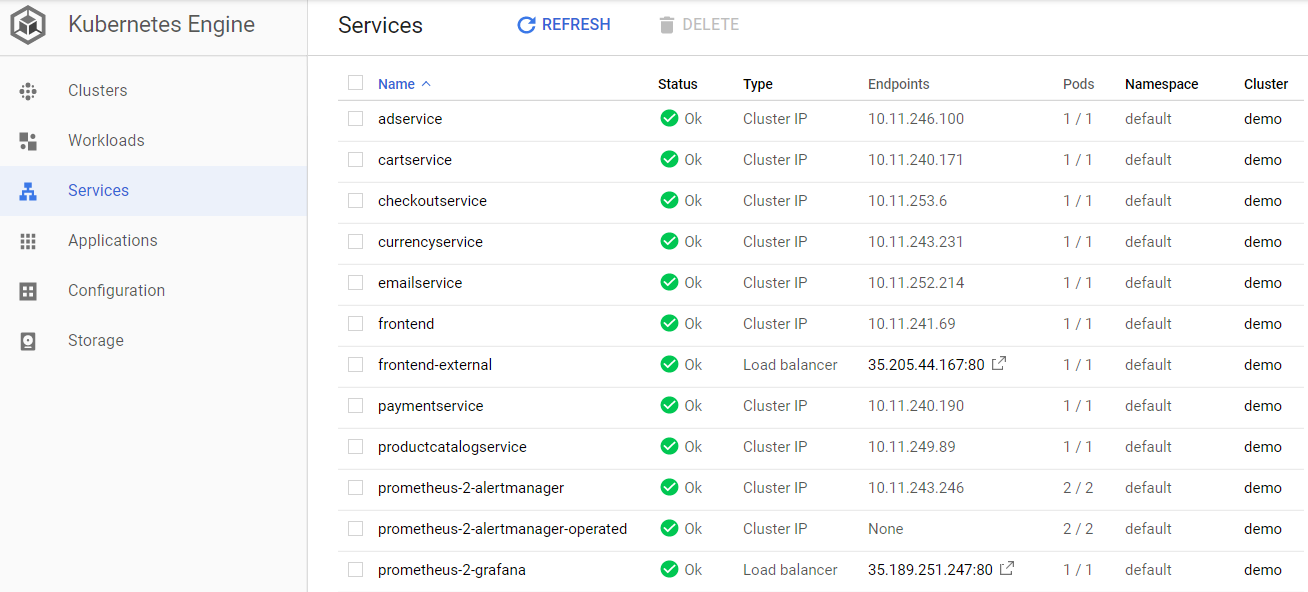 Kubernetes Engine
Services
REFRESH
DELETE
Clusters
Workloads
Services
Applications
Configuration
Storage
Name Status Type Endpoints Pods Namespace Cluster
adservice Ok Cluster IP 10.11.246.100 1 / 1 default demo
cartservice Ok Cluster IP 10.11.240.171 1 / 1 default demo
checkoutservice Ok Cluster IP 10.11.253.6 1 / 1 default demo
currencyservice Ok Cluster IP 10.11.243.231 1 / 1 default demo
emailservice Ok Cluster IP 10.11.252.214 1 / 1 default demo
frontend Ok Cluster IP 10.11.241.69 1 / 1 default demo
frontend-external Ok Load balancer 35.205.44.167:80 1 / 1 default demo
paymentservice Ok Cluster IP 10.11.240.190 1 / 1 default demo
productcatalogservice Ok Cluster IP 10.11.249.89 1 / 1 default demo
prometheus-2-alertmanager Ok Cluster IP 10.11.243.246 2 / 2 default demo
prometheus-2-alertmanager-operated Ok Cluster IP None 2 / 2 default demo
prometheus-2-grafana Ok Load balancer 35.189.251.247:80 1 / 1 default demo